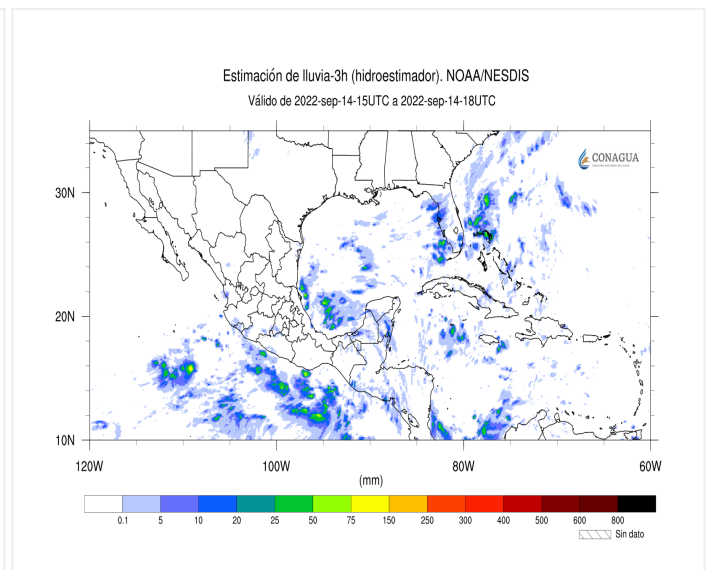 Estimación de lluvia-3h (hidroestimador). NOAA/NESDIS
Válido de 2022-sep-14-15UTC a 2022-sep-14-18UTC
CONAGUA
30N
20N
10N
120W 100W 80W 60W
(mm)
0.1 5 10 20 25 50 75 150 250 300 400 500 600 800
Sin dato